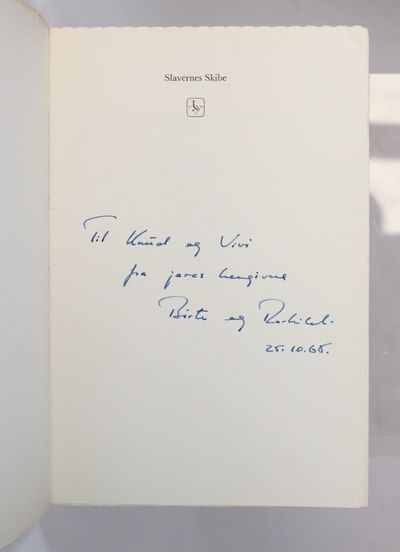 Slavernes Skibe
Til Knud og Vivi
fra jeres hengivne
Birte og
25.10.68.